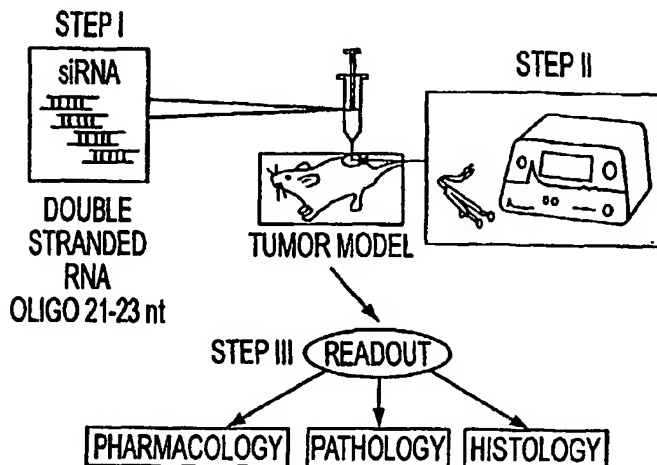 STEP I
siRNA
DOUBLE
STRANDED
RNA
OLIGO 21-23 nt
STEP II
TUMOR MODEL
STEP III
READOUT
PHARMACOLOGY
PATHOLOGY
HISTOLOGY